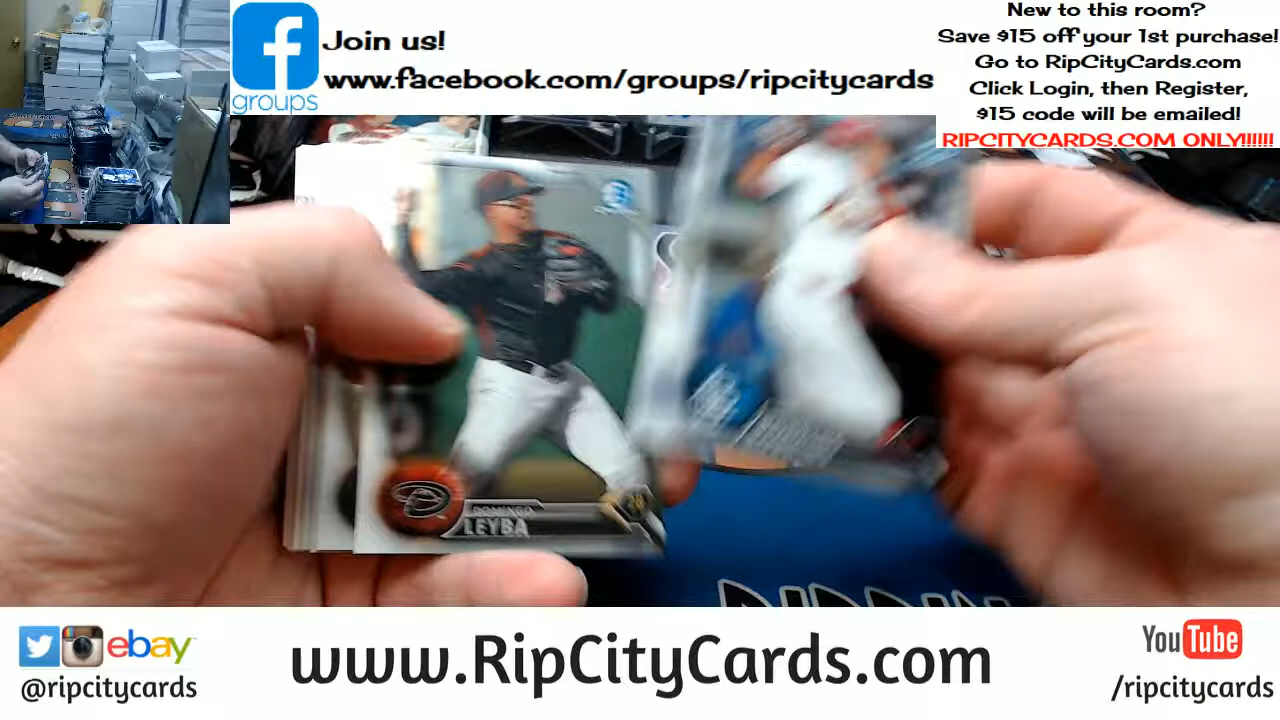 Join us!
www.facebook.com/groups/ripcitycards
groups
New to this room?
Save $15 off your 1st purchase!
Go to RipCityCards.com
Click Login, then Register,
$15 code will be emailed!
RIPCITYCARDS.COM ONLY!!!!!!
DOMINGO
LEYBA
ebay
@ripcitycards
www.RipCityCards.com
YouTube
/ripcitycards